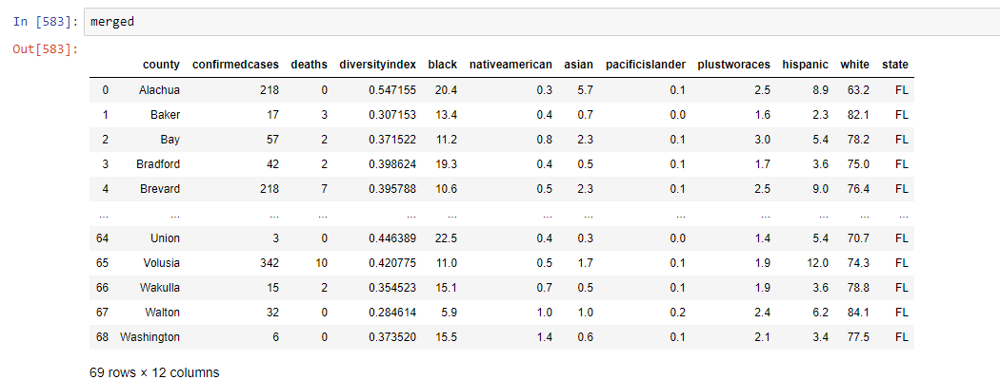 In [583]: merged
Out[583]:
county confirmedcases deaths diversityindex black nativeamerican asian pacificislander plustworaces hispanic white state
0 Alachua 218 0 0.547155 20.4 0.3 5.7 0.1 2.5 8.9 63.2 FL
1 Baker 17 3 0.307153 13.4 0.4 0.7 0.0 1.6 2.3 82.1 FL
2 Bay 57 2 0.371522 11.2 0.8 2.3 0.1 3.0 5.4 78.2 FL
3 Bradford 42 2 0.398624 19.3 0.4 0.5 0.1 1.7 3.6 75.0 FL
4 Brevard 218 7 0.395788 10.6 0.5 2.3 0.1 2.5 9.0 76.4 FL
... ... ... ... ... ... ... ... ... ... ... ... ...
64 Union 3 0 0.446389 22.5 0.4 0.3 0.0 1.4 5.4 70.7 FL
65 Volusia 342 10 0.420775 11.0 0.5 1.7 0.1 1.9 12.0 74.3 FL
66 Wakulla 15 2 0.354523 15.1 0.7 0.5 0.1 1.9 3.6 78.8 FL
67 Walton 32 0 0.284614 5.9 1.0 1.0 0.2 2.4 6.2 84.1 FL
68 Washington 6 0 0.373520 15.5 1.4 0.6 0.1 2.1 3.4 77.5 FL
69 rows × 12 columns